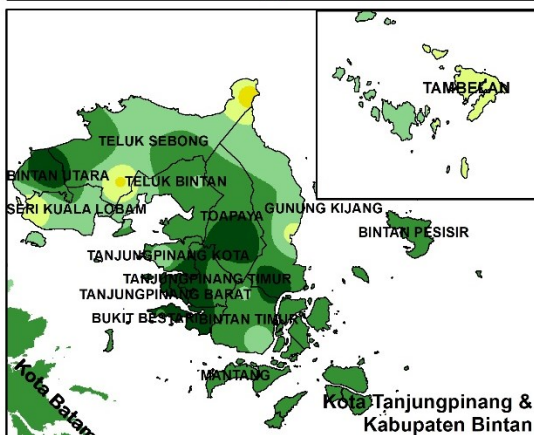 TAMBELAN
TELUK SEBONG
BINTAN UTARA
TELUK BINTAN
SERI KUALA LOBAM
TOAPAYA
GUNUNG KIJANG
BINTAN PESISIR
TANJUNGPINANG KOTA
TANJUNGPINANG TIMUR
TANJUNGPINANG BARAT
BUKIT BESTARI
BINTAN TIMUR
MANTANG
Kota Batam
Kota Tanjungpinang &
Kabupaten Bintan